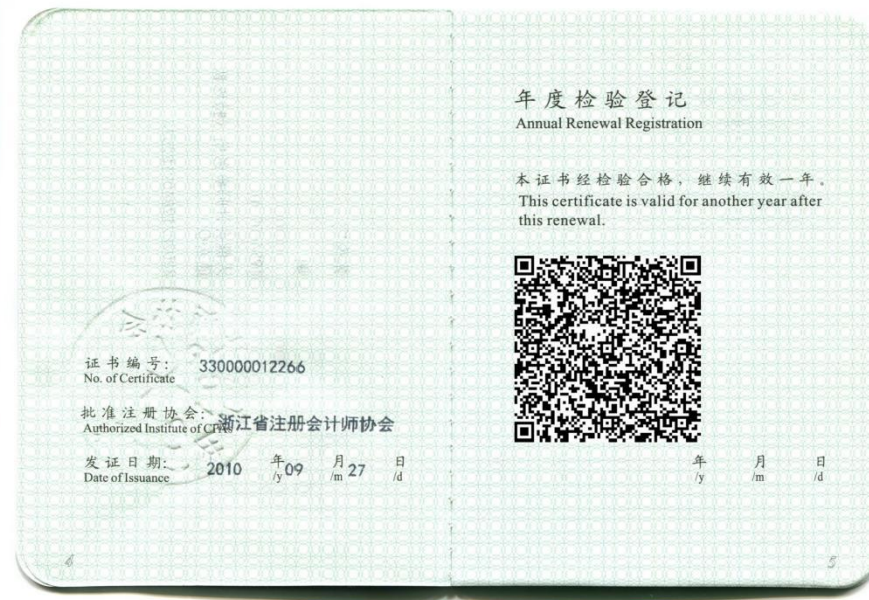 证书编号: 330000012266
No. of Certificate
批准注册协会: 浙江省注册会计师协会
Authorized Institute of CPAs
发证日期: 2010 年 09 月 27 日
Date of Issuance /y /m /d
4
年度检验登记
Annual Renewal Registration
本证书经检验合格，继续有效一年。
This certificate is valid for another year after
this renewal.
年 月 日
/y /m /d
5